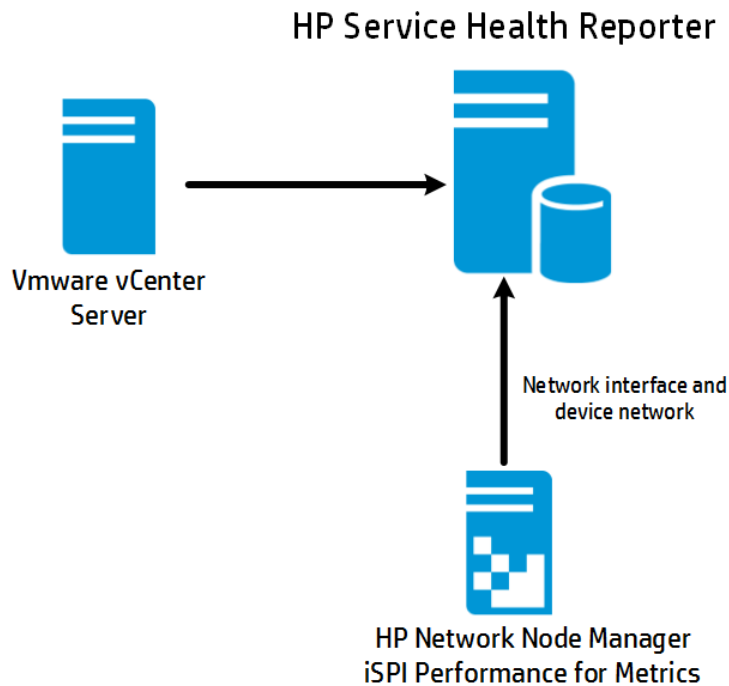 HP Service Health Reporter
Vmware vCenter
Server
Network interface and
device network
HP Network Node Manager
iSPI Performance for Metrics